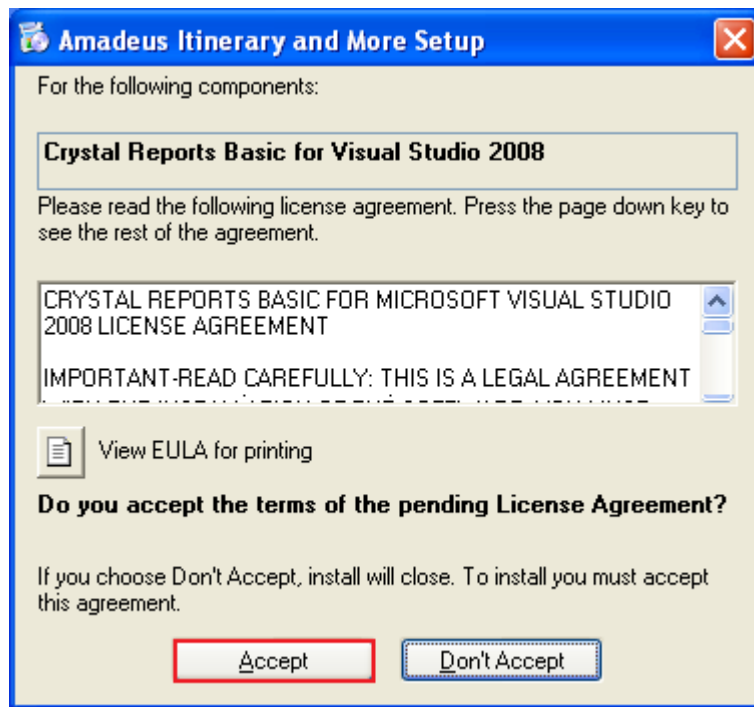 Amadeus Itinerary and More Setup
For the following components:
Crystal Reports Basic for Visual Studio 2008
Please read the following license agreement. Press the page down key to
see the rest of the agreement.
CRYSTAL REPORTS BASIC FOR MICROSOFT VISUAL STUDIO
2008 LICENSE AGREEMENT
IMPORTANT-READ CAREFULLY: THIS IS A LEGAL AGREEMENT
View EULA for printing
Do you accept the terms of the pending License Agreement?
If you choose Don't Accept, install will close. To install you must accept
this agreement.
Accept
Don't Accept